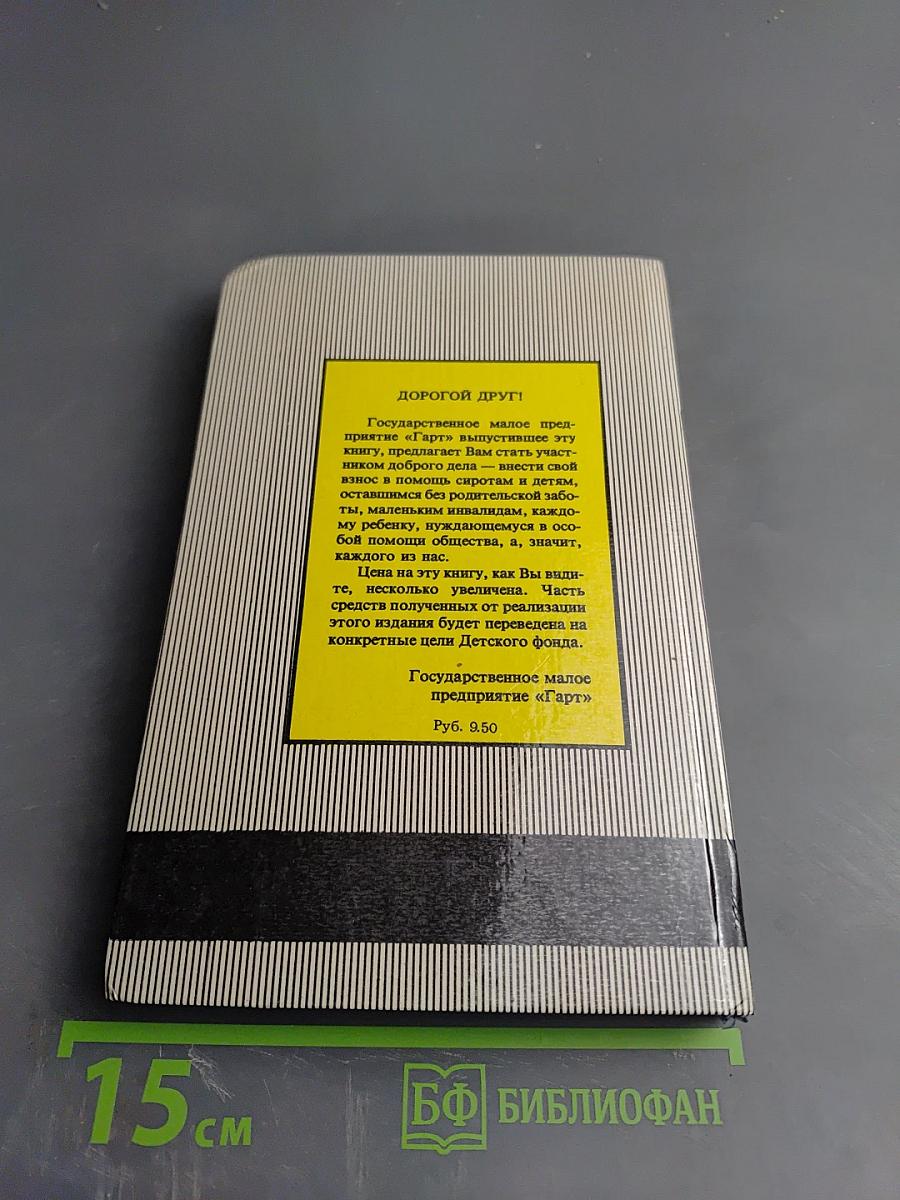 ДОРОГОЙ ДРУГ!
Государственное малое пред-
приятие «Гарт» выпустившее эту
книгу, предлагает Вам стать участ-
ником доброго дела — внести свой
взнос в помощь сиротам и детям,
оставшимся без родительской забо-
ты, маленьким инвалидам, каждо-
му ребенку, нуждающемуся в осо-
бой помощи общества, а, значит,
каждого из нас.
Цена на эту книгу, как Вы види-
те, несколько увеличена. Часть
средств полученных от реализации
этого издания будет переведена на
конкретные цели Детского фонда.
Государственное малое
предприятие «Гарт»
Руб. 9.50
15 см
БФ БИБЛИОФАН